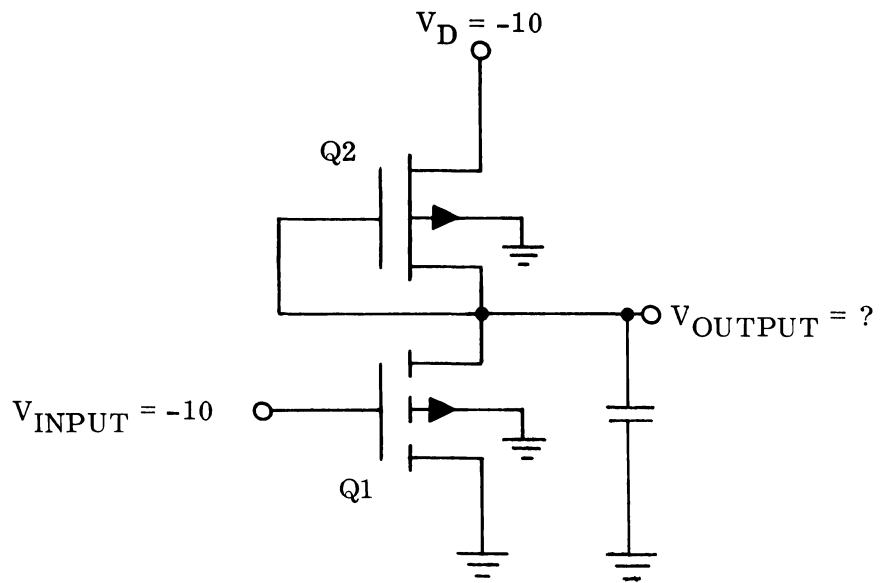 V_D = -10
Q2
V_OUTPUT = ?
V_INPUT = -10
Q1